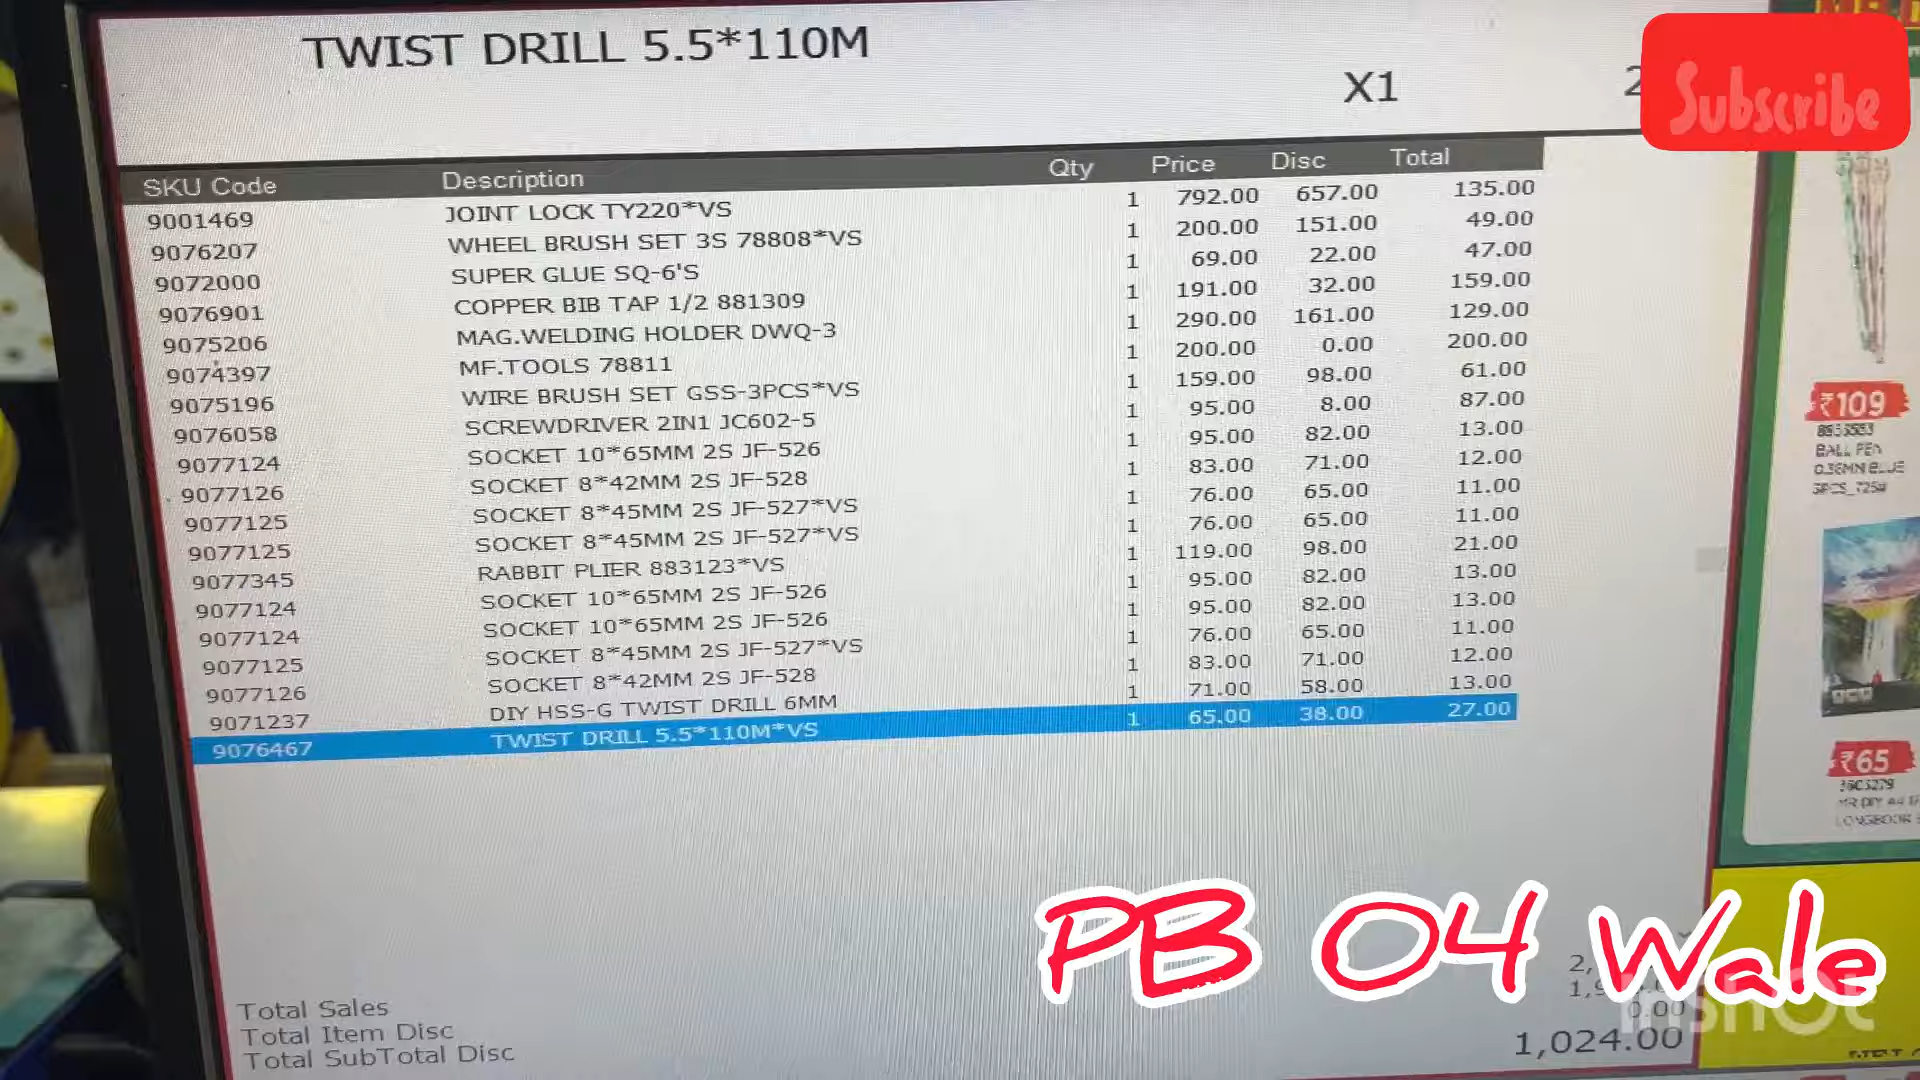 TWIST DRILL 5.5*110M
X1
Subscribe
SKU Code Description Qty Price Disc Total
9001469 JOINT LOCK TY220*VS 1 792.00 657.00 135.00
9076207 WHEEL BRUSH SET 3S 78808*VS 1 200.00 151.00 49.00
9072000 SUPER GLUE SQ-6'S 1 69.00 22.00 47.00
9076901 COPPER BIB TAP 1/2 881309 1 191.00 32.00 159.00
9075206 MAG.WELDING HOLDER DWQ-3 1 290.00 161.00 129.00
9074397 MF.TOOLS 78811 1 200.00 0.00 200.00
9075196 WIRE BRUSH SET GSS-3PCS*VS 1 159.00 98.00 61.00
9076058 SCREWDRIVER 2IN1 JC602-5 1 95.00 8.00 87.00
9077124 SOCKET 10*65MM 2S JF-526 1 95.00 82.00 13.00
9077126 SOCKET 8*42MM 2S JF-528 1 83.00 71.00 12.00
9077125 SOCKET 8*45MM 2S JF-527*VS 1 76.00 65.00 11.00
9077125 SOCKET 8*45MM 2S JF-527*VS 1 76.00 65.00 11.00
9077345 RABBIT PLIER 883123*VS 1 119.00 98.00 21.00
9077124 SOCKET 10*65MM 2S JF-526 1 95.00 82.00 13.00
9077124 SOCKET 10*65MM 2S JF-526 1 95.00 82.00 13.00
9077125 SOCKET 8*45MM 2S JF-527*VS 1 76.00 65.00 11.00
9077126 SOCKET 8*42MM 2S JF-528 1 83.00 71.00 12.00
9071237 DIY HSS-G TWIST DRILL 6MM 1 71.00 58.00 13.00
9076467 TWIST DRILL 5.5*110M*VS 1 65.00 38.00 27.00
₹109
BALL PEN
₹65
PB 04 Wale
Total Sales
Total Item Disc
Total SubTotal Disc 0.00
1,024.00
InShOt